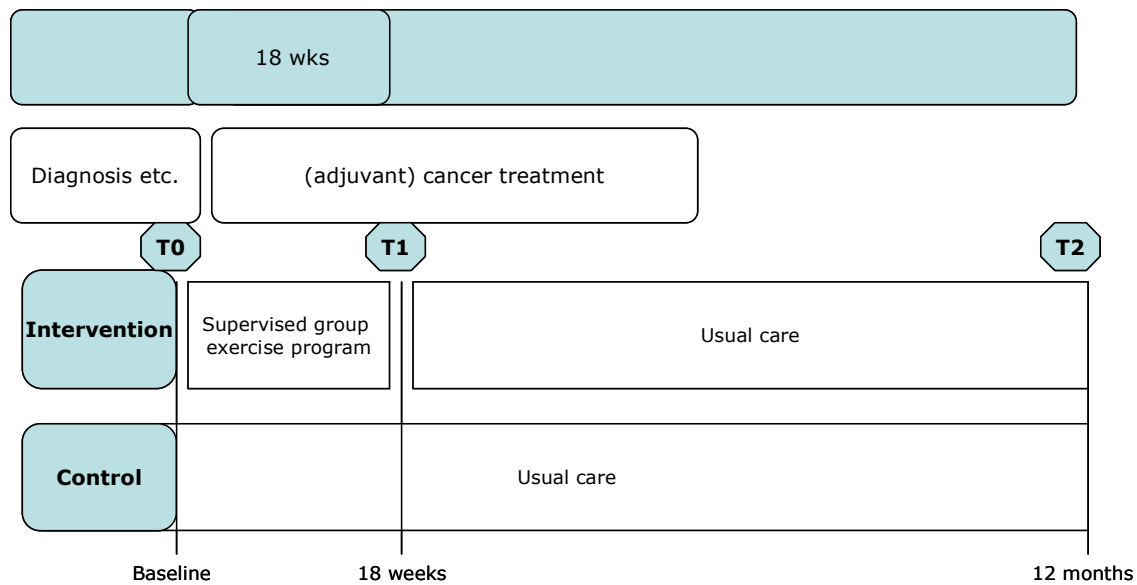 18 wks
Diagnosis etc.
(adjuvant) cancer treatment
T0
T1
T2
Intervention
Supervised group
exercise program
Usual care
Control
Usual care
Baseline
18 weeks
12 months